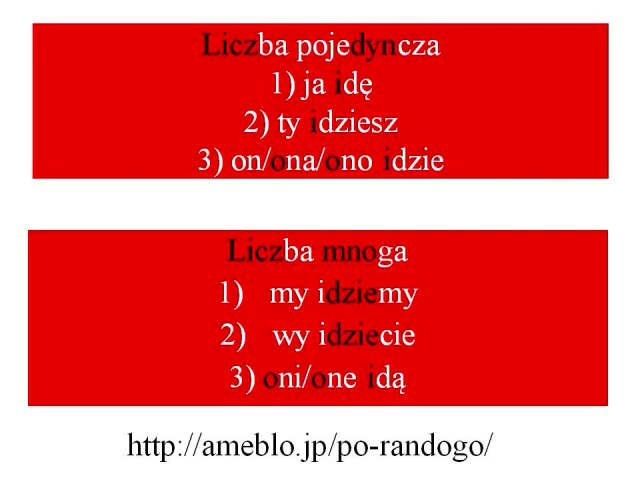 Liczba pojedyncza
1) ja idę
2) ty idziesz
3) on/ona/ono idzie
Liczba mnoga
1) my idziemy
2) wy idziecie
3) oni/one idą
http://ameblo.jp/po-randogo/